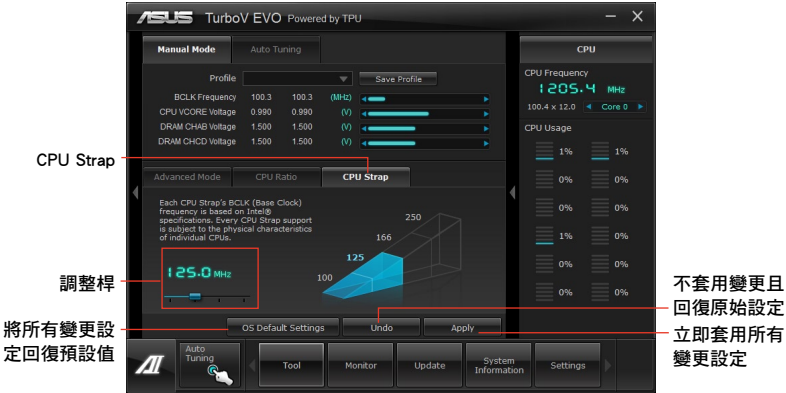 ASUS TurboV EVO Powered by TPU
Manual Mode
Auto Tuning
Profile
Save Profile
BCLK Frequency 100.3 100.3 (MHz)
CPU VCORE Voltage 0.990 0.990 (V)
DRAM CHAB Voltage 1.500 1.500 (V)
DRAM CHCD Voltage 1.500 1.500 (V)
CPU Strap
Advanced Mode
CPU Ratio
CPU Strap
Each CPU Strap's BCLK (Base
Clock)
frequency is based on Intel®
specifications. Every CPU Strap support
is subject to the physical characteristics
of individual CPUs.
125.0 MHz
100
125
166
250
調整桿
將所有變更設
定回復預設值
OS Default Settings
Undo
Apply
不套用變更且
回復原始設定
立即套用所有
變更設定
CPU
CPU Frequency
1205.4 MHz
100.4 x 12.0 Core 0
CPU Usage
1% 1%
0% 0%
0% 0%
1% 0%
0% 0%
0% 0%
AI
Auto
Tuning
Tool
Monitor
Update
System
Information
Settings